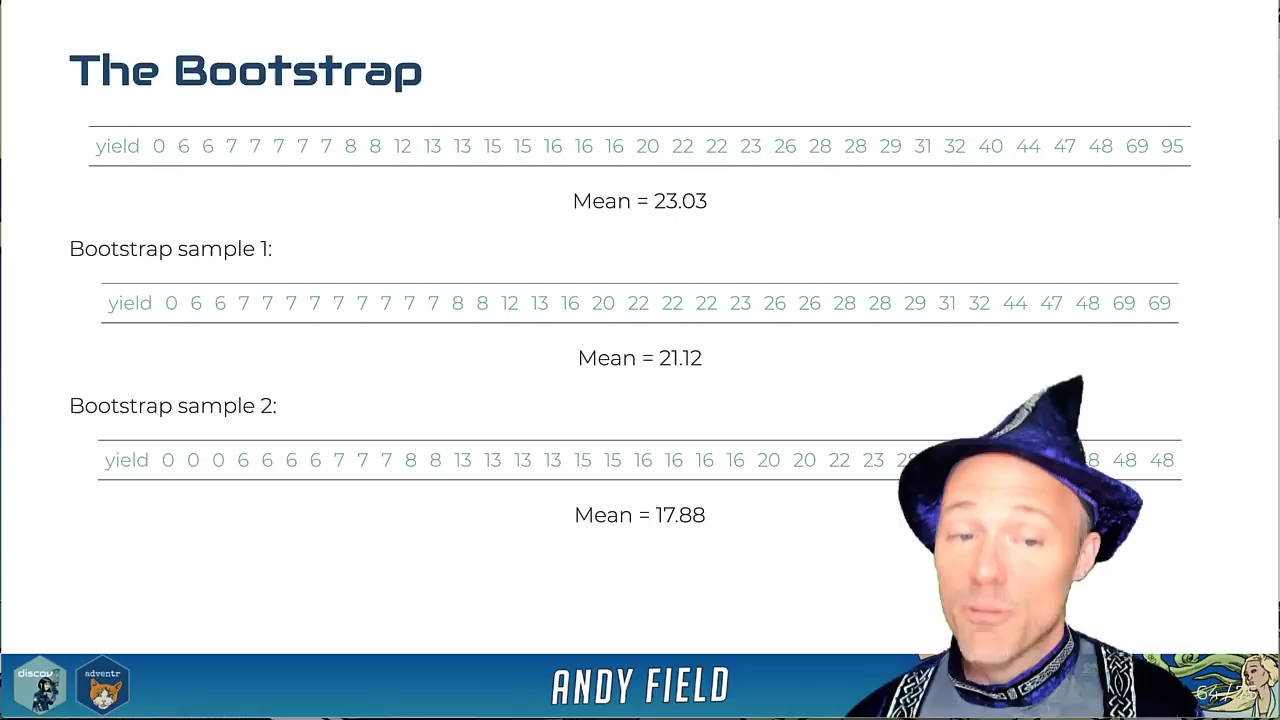 The Bootstrap
yield 0 6 6 7 7 7 7 7 8 8 12 13 13 15 15 16 16 16 20 22 22 23 26 28 28 29 31 32 40 44 47 48 69 95
Mean = 23.03
Bootstrap sample 1:
yield 0 6 6 7 7 7 7 7 7 7 7 7 8 8 12 13 16 20 22 22 22 23 26 26 28 28 29 31 32 44 47 48 69 69
Mean = 21.12
Bootstrap sample 2:
yield 0 0 0 6 6 6 6 7 7 7 8 8 13 13 13 13 15 15 16 16 16 16 20 20 22 23 48 48
Mean = 17.88
discovr
adventr
ANDY FIELD